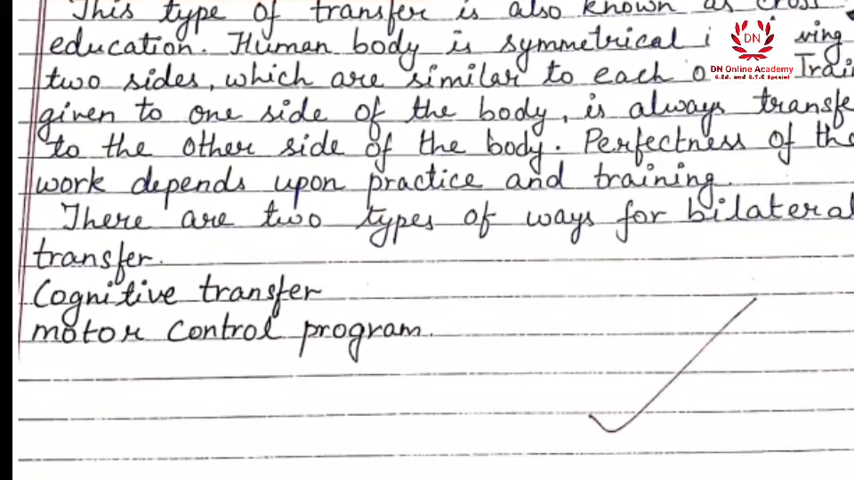 This type of transfer is also known as cross
education. Human body is symmetrical
two sides, which are similar to each
given to one side of the body, is always
to the other side of the body. Perfectness of
work depends upon practice and training.
There are two types of ways for bilateral
transfer.
Cognitive transfer
motor control program.
DN
DN Online Academy